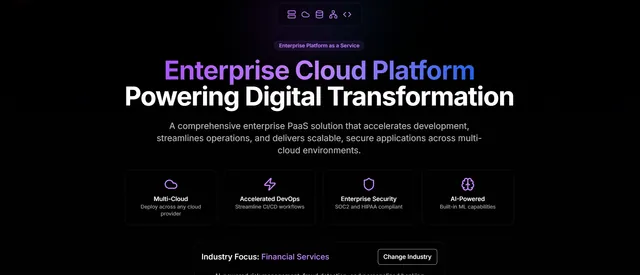 Enterprise Platform as a Service
Enterprise Cloud Platform
Powering Digital Transformation
A comprehensive enterprise PaaS solution that accelerates development,
streamlines operations, and delivers scalable, secure applications across multi-
cloud environments.
Multi-Cloud
Deploy across any cloud
provider
Accelerated DevOps
Streamline CI/CD workflows
Enterprise Security
SOC2 and HIPAA compliant
AI-Powered
Built-in ML capabilities
Industry Focus: Financial Services
Change Industry